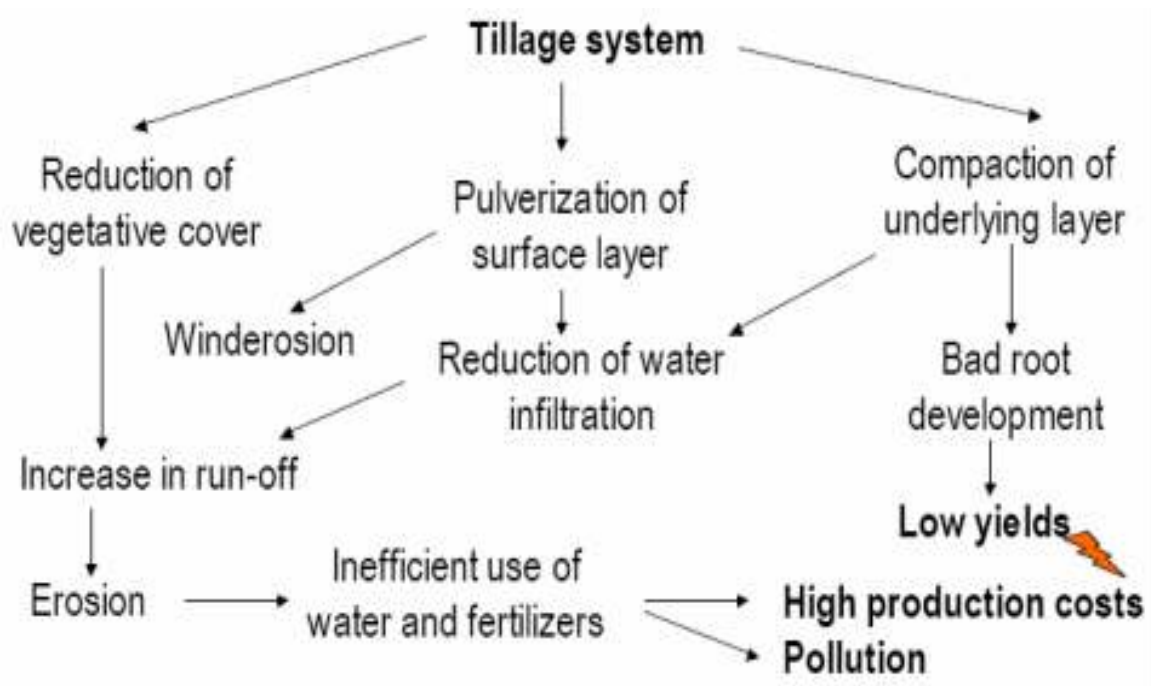 Tillage system
Reduction of
vegetative cover
Pulverization of
surface layer
Compaction of
underlying layer
Winderosion
Reduction of water
infiltration
Bad root
development
Increase in run-off
Low yields
Erosion
Inefficient use of
water and fertilizers
High production costs
Pollution